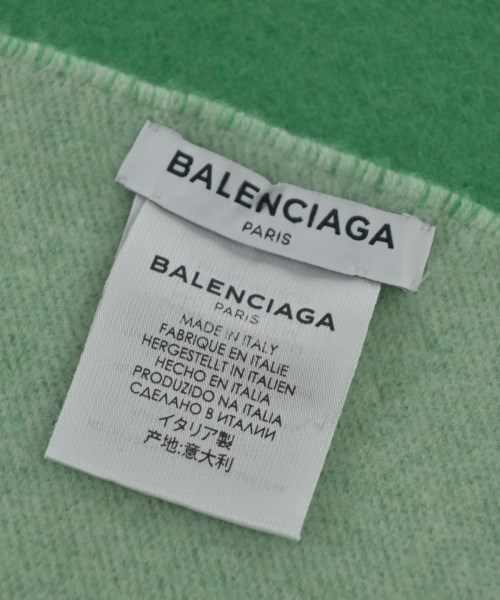 BALENCIAGA
PARIS
BALENCIAGA
PARIS
MADE IN ITALY
FABRIQUE EN ITALIE
HERGESTELLT IN ITALIEN
HECHO EN ITALIA
PRODUZIDO NA ITALIA
СДЕЛАНО В ИТАЛИИ
イタリア製
产地:意大利